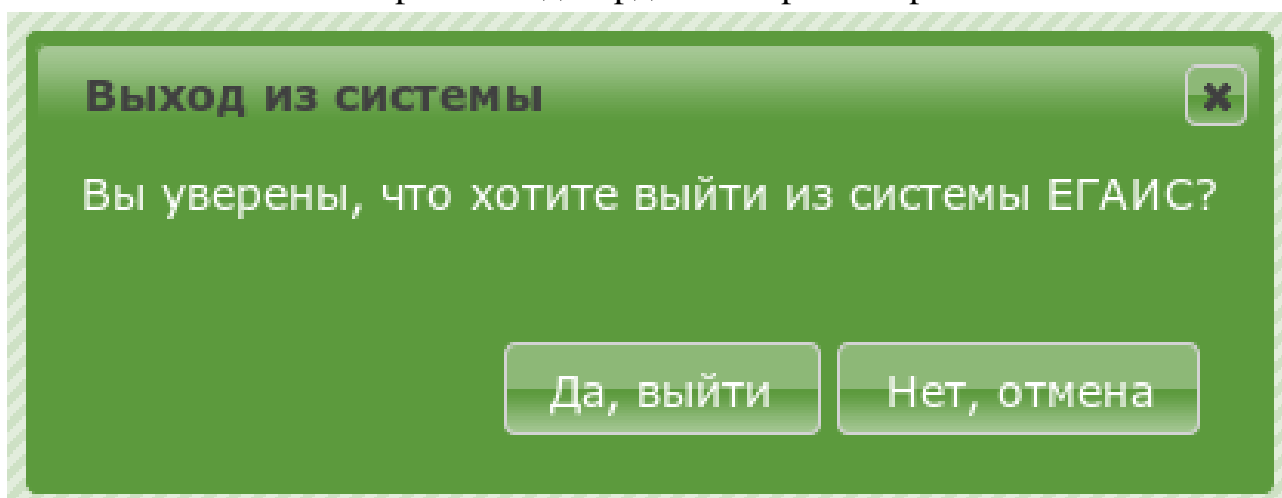 Выход из системы
Вы уверены, что хотите выйти из системы ЕГАИС?
Да, выйти
Нет, отмена